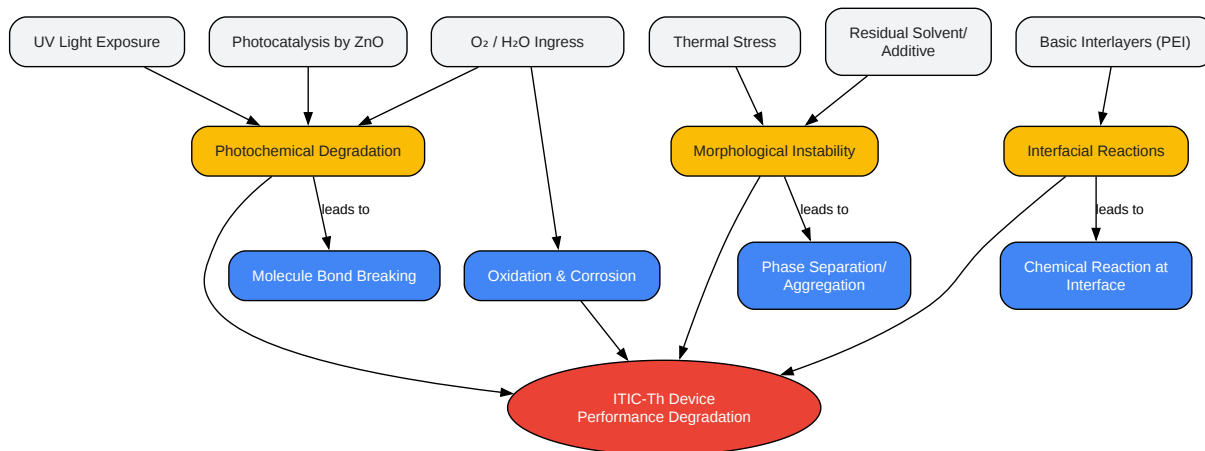 UV Light Exposure
Photocatalysis by ZnO
O₂ / H₂O Ingress
Thermal Stress
Residual Solvent/
Additive
Basic Interlayers (PEI)
Photochemical Degradation
Morphological Instability
Interfacial Reactions
leads to
leads to
leads to
Molecule Bond Breaking
Oxidation & Corrosion
Phase Separation/
Aggregation
Chemical Reaction at
Interface
ITIC-Th Device
Performance Degradation